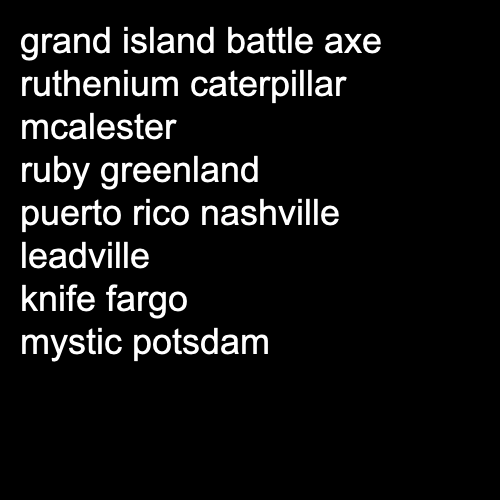 grand island battle axe
ruthenium caterpillar
mcalester
ruby greenland
puerto rico nashville
leadville
knife fargo
mystic potsdam